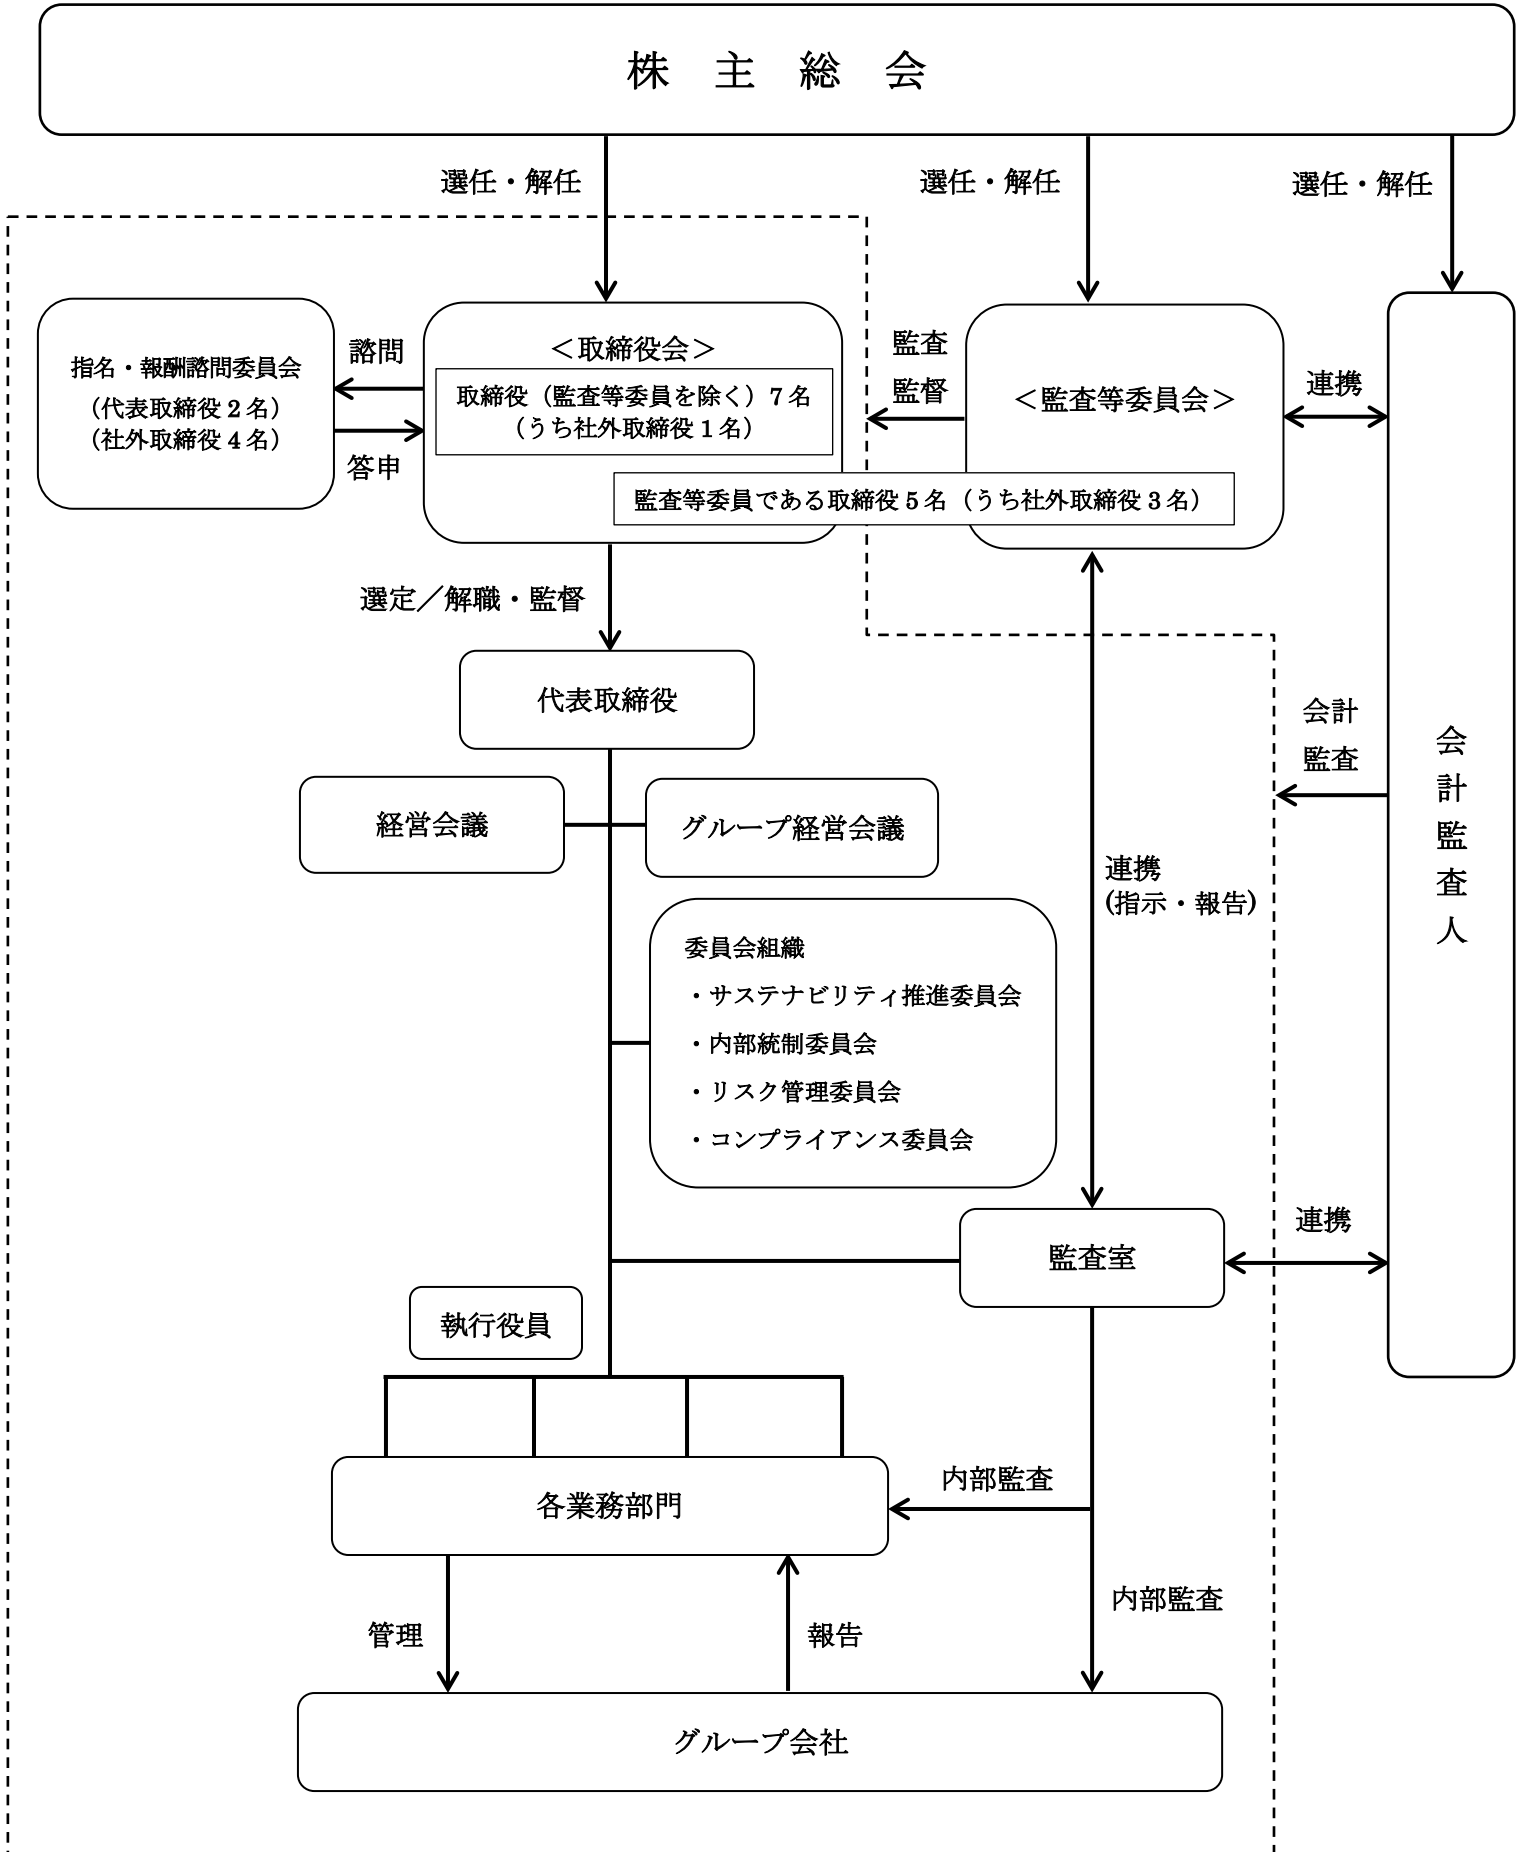 株　主　総　会
選任・解任
選任・解任
選任・解任
指名・報酬諮問委員会
（代表取締役 2 名）
（社外取締役 4 名）
諮問
答申
＜取締役会＞
取締役（監査等委員を除く）7 名
（うち社外取締役 1 名）
監査
監督
＜監査等委員会＞
連携
監査等委員である取締役 5 名（うち社外取締役 3 名）
選定／解職・監督
代表取締役
経営会議
グループ経営会議
会計
監査
会
計
監
査
人
連携
(指示・報告)
委員会組織
・サステナビリティ推進委員会
・内部統制委員会
・リスク管理委員会
・コンプライアンス委員会
監査室
連携
執行役員
各業務部門
内部監査
内部監査
管理
報告
グループ会社